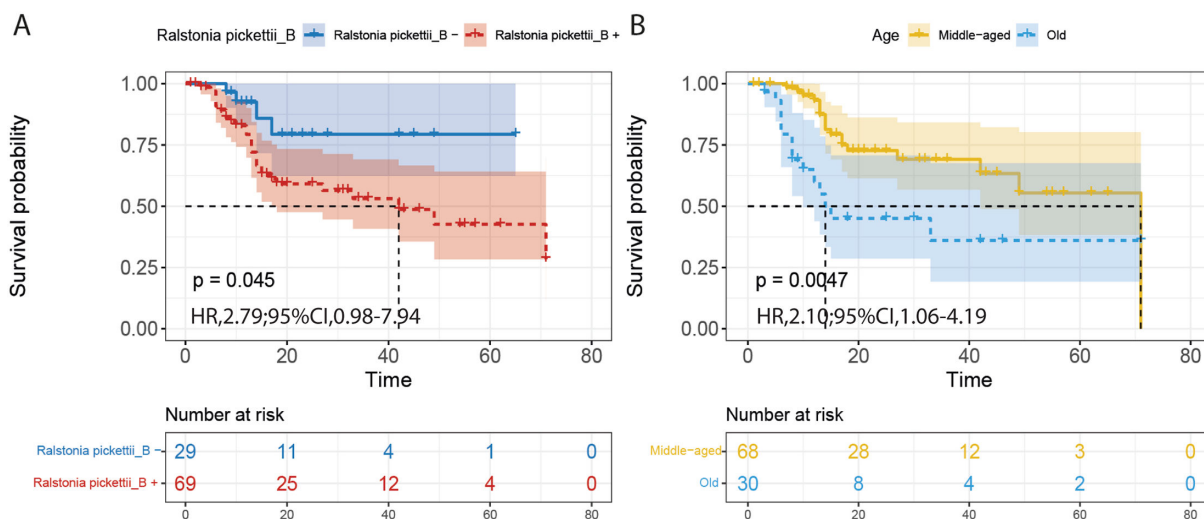 A
Ralstonia pickettii_B Ralstonia pickettii_B − Ralstonia pickettii_B +
Survival probability
1.00
0.75
0.50
0.25
0.00
p = 0.045
HR,2.79;95%CI,0.98-7.94
0 20 40 60 80
Time
Number at risk
Ralstonia pickettii_B − 29 11 4 1 0
Ralstonia pickettii_B + 69 25 12 4 0
0 20 40 60 80
B
Age Middle−aged Old
Survival probability
1.00
0.75
0.50
0.25
0.00
p = 0.0047
HR,2.10;95%CI,1.06-4.19
0 20 40 60 80
Time
Number at risk
Middle−aged 68 28 12 3 0
Old 30 8 4 2 0
0 20 40 60 80